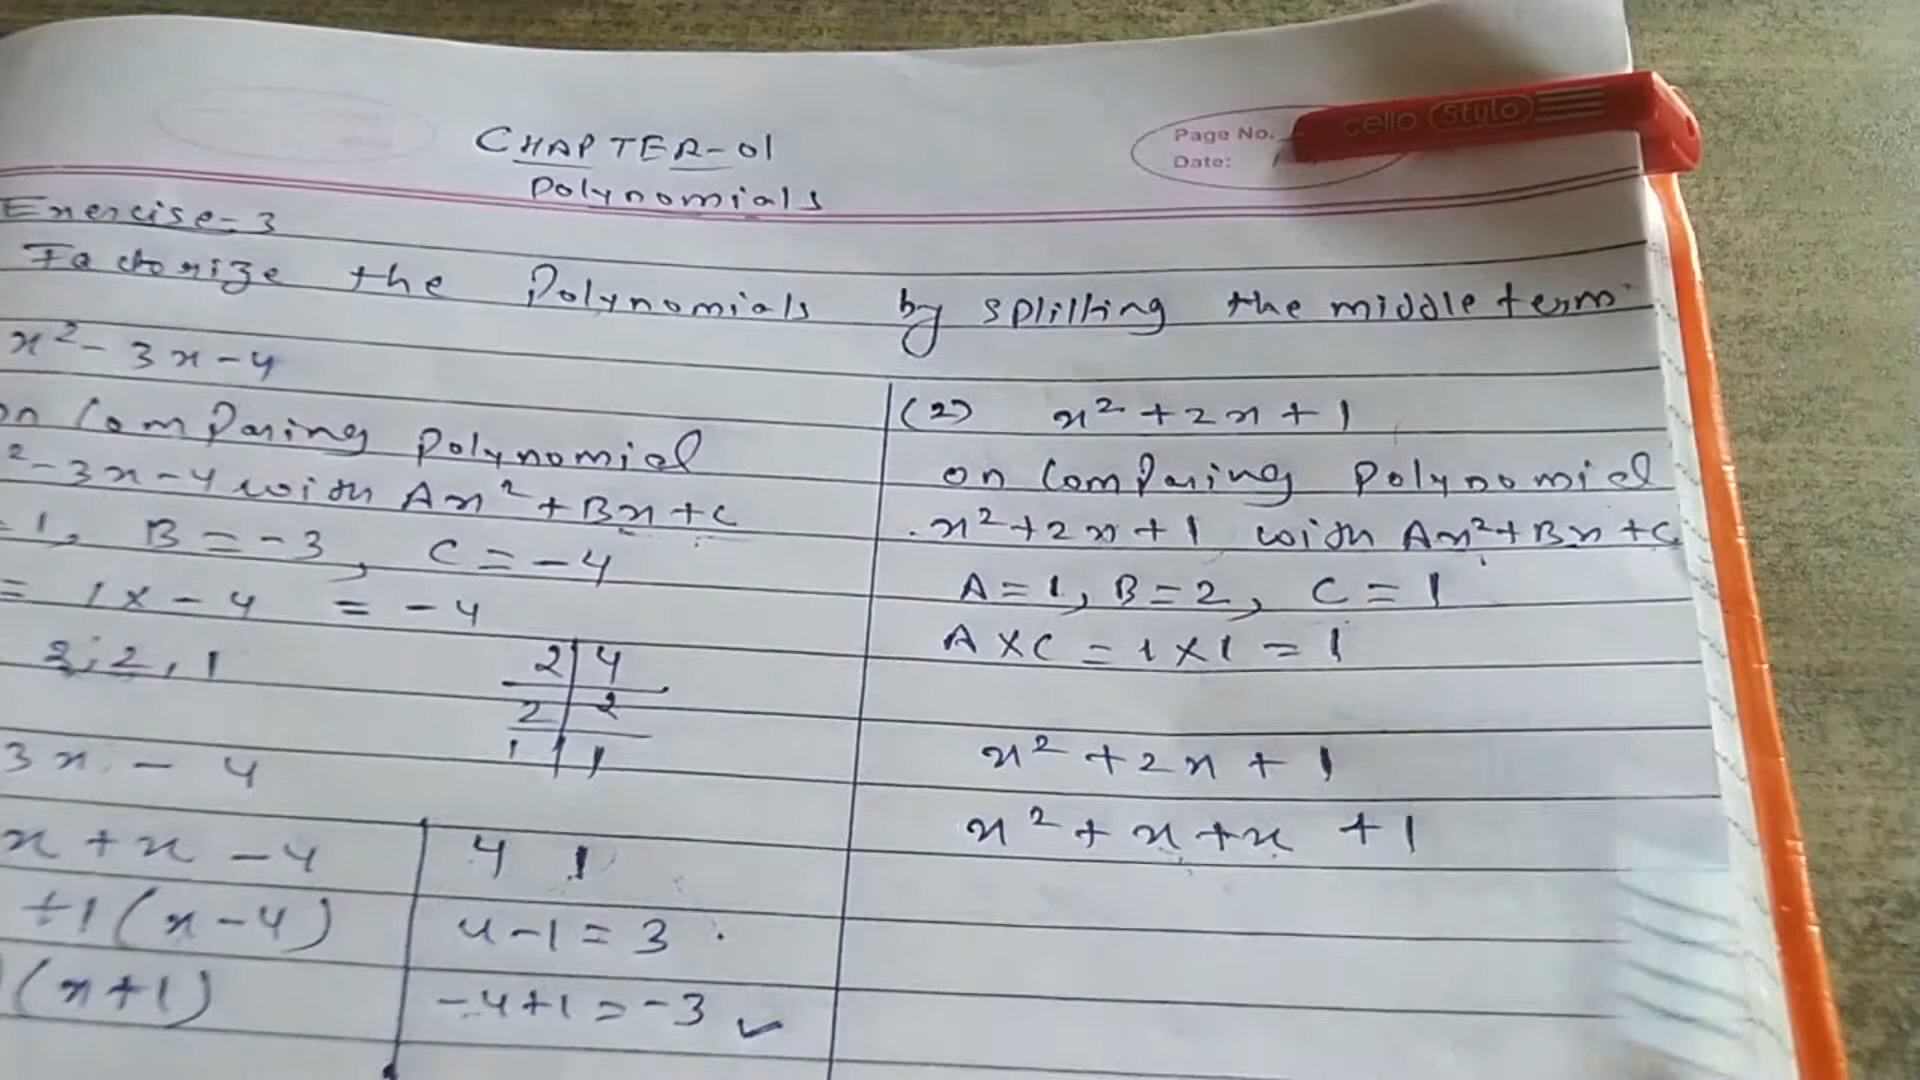 CHAPTER-01
Polynomials
Page No.
Date:
cello Stylo
Exercise-3
Factorize the Polynomials by splitting the middle term
x² - 3x - 4
on Comparing Polynomial
² - 3x - 4 with Ax² + Bx + C
= 1, B = -3, C = -4
= 1 x - 4 = -4
2, 2, 1
2 | 4
2 | 2
1 | 1
3x - 4
x + x - 4
+1(x - 4)
(x+1)
4 1
4 - 1 = 3
-4 + 1 = -3 ✓
(2) x² + 2x + 1
on Comparing Polynomial
x² + 2x + 1 with Ax² + Bx + C
A = 1, B = 2, C = 1
A x C = 1 x 1 = 1
x² + 2x + 1
x² + x + x + 1